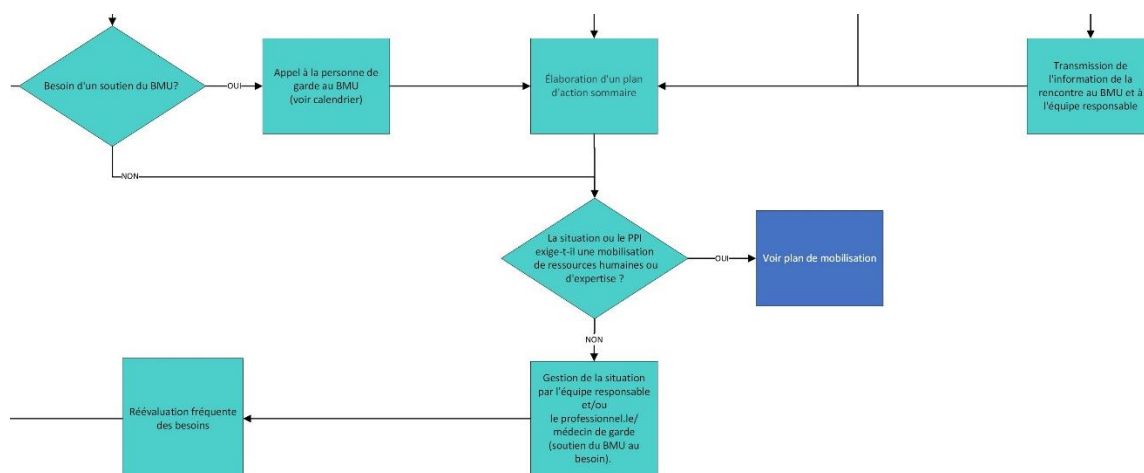 Besoin d'un soutien du BMU?
OUI
Appel à la personne de
garde au BMU
(voir calendrier)
Élaboration d'un plan
d'action sommaire
Transmission de
l'information de la
rencontre au BMU et à
l'équipe responsable
NON
La situation ou le PPI
exige-t-il une mobilisation
de ressources humaines ou
d'expertise ?
OUI
Voir plan de mobilisation
NON
Gestion de la situation
par l'équipe responsable
et/ou
le professionnel.le/
médecin de garde
(soutien du BMU au
besoin).
Réévaluation fréquente
des besoins